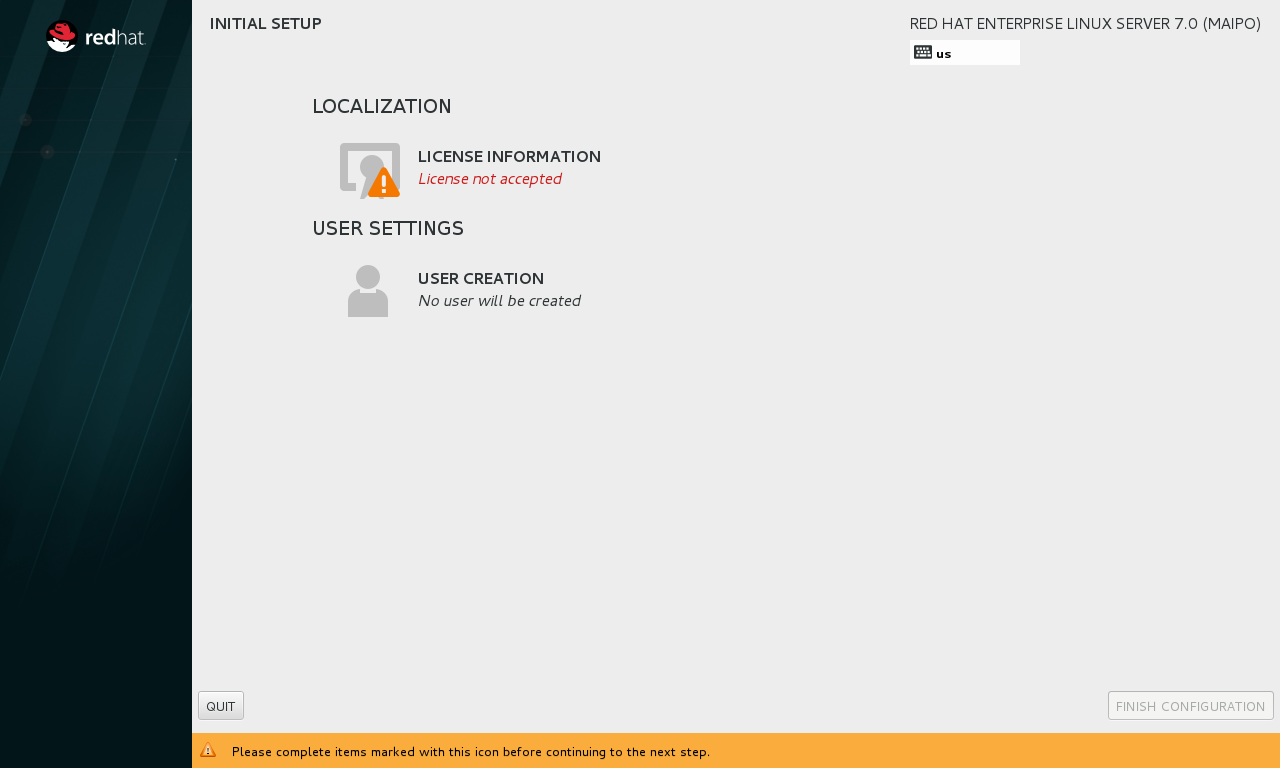 redhat.
INITIAL SETUP
RED HAT ENTERPRISE LINUX SERVER 7.0 (MAIPO)
us
LOCALIZATION
LICENSE INFORMATION
License not accepted
USER SETTINGS
USER CREATION
No user will be created
QUIT
FINISH CONFIGURATION
Please complete items marked with this icon before continuing to the next step.